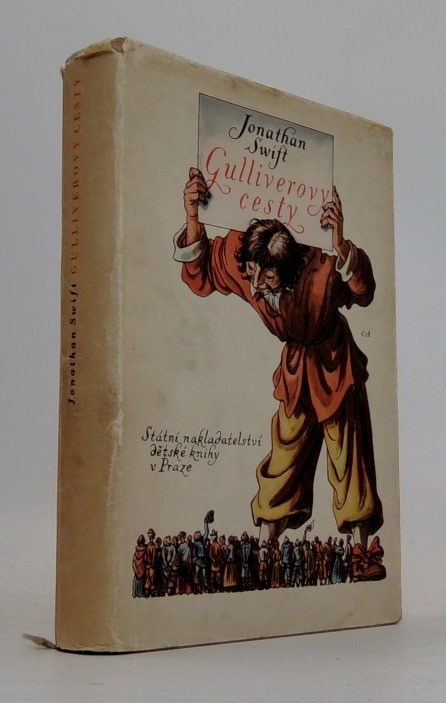 Jonathan
Swift
Gulliverovy
cesty
Státní nakladatelství
dětské knihy
v Praze
Jonathan Swift GULLIVEROVY CESTY